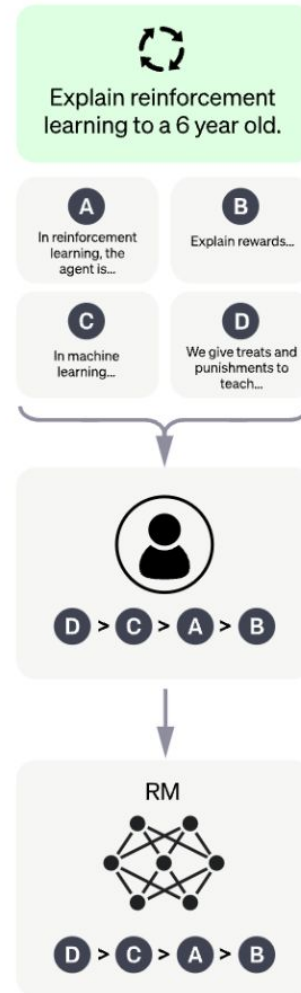 Explain reinforcement
learning to a 6 year old.
A
In reinforcement
learning, the
agent is...
B
Explain rewards...
C
In machine
learning...
D
We give treats and
punishments to
teach...
D > C > A > B
RM
D > C > A > B